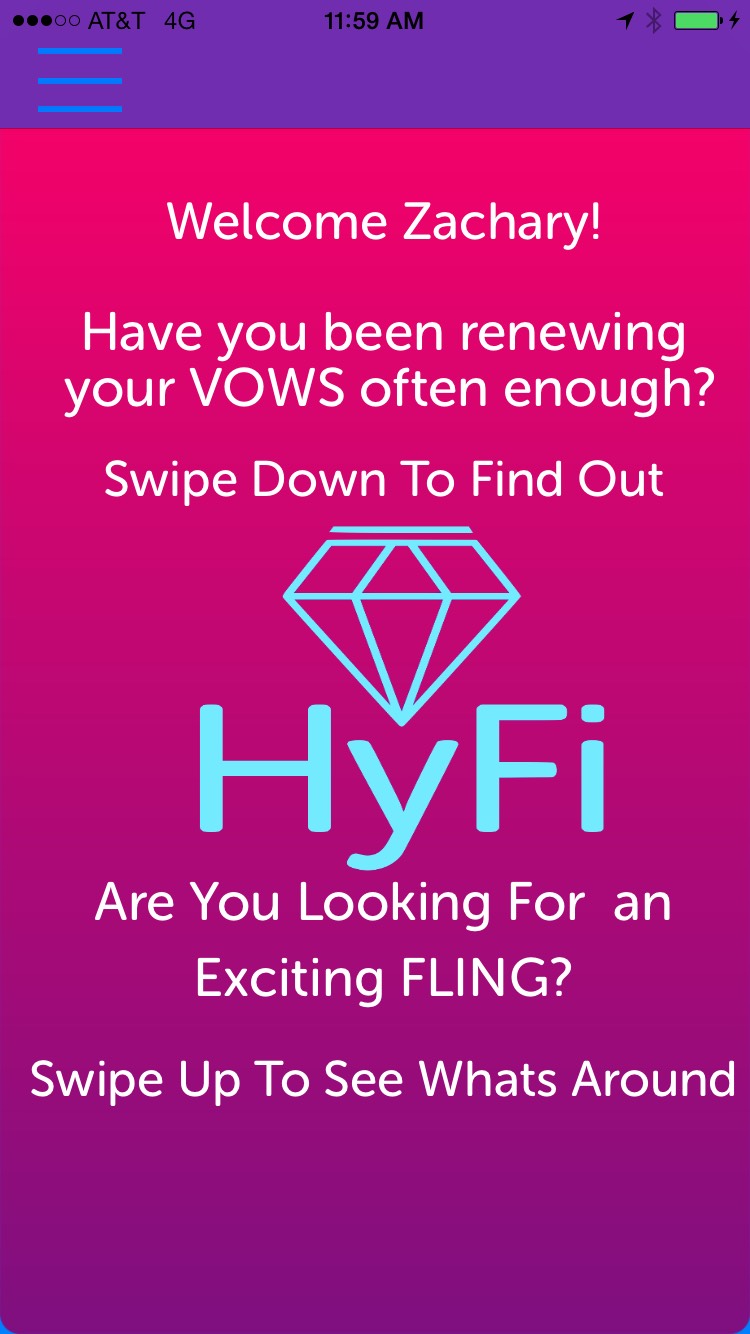 AT&T 4G 11:59 AM
Welcome Zachary!
Have you been renewing
your VOWS often enough?
Swipe Down To Find Out
HyFi
Are You Looking For  an
Exciting FLING?
Swipe Up To See Whats Around